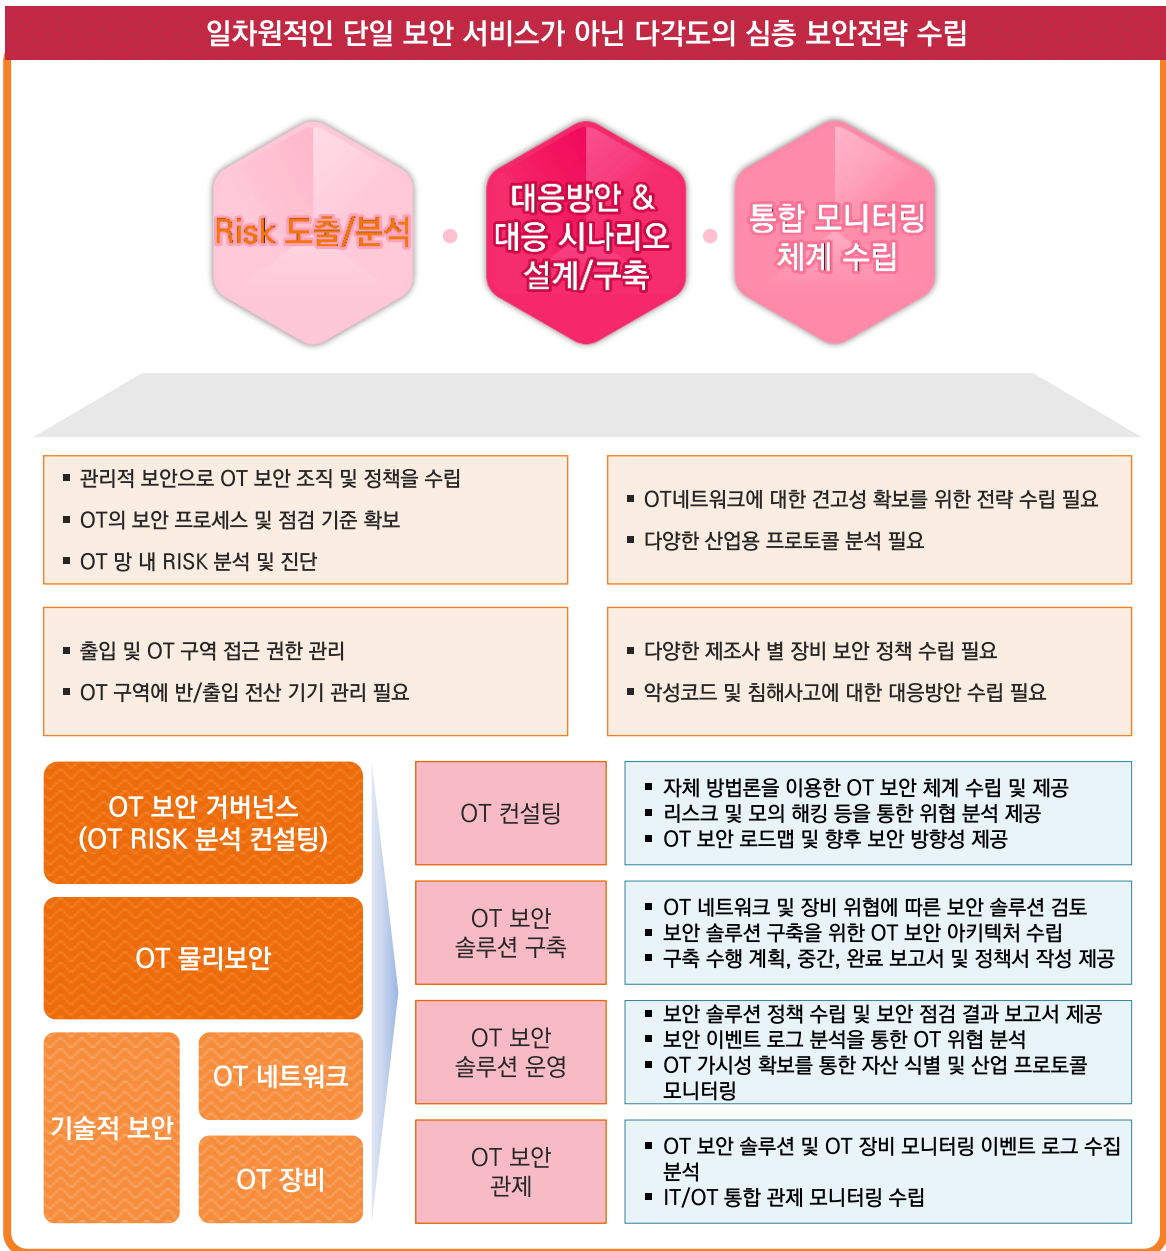 일차원적인 단일 보안 서비스가 아닌 다각도의 심층 보안전략 수립
Risk 도출/분석
대응방안 &
대응 시나리오
설계/구축
통합 모니터링
체계 수립
▪ 관리적 보안으로 OT 보안 조직 및 정책을 수립
▪ OT의 보안 프로세스 및 점검 기준 확보
▪ OT 망 내 RISK 분석 및 진단
▪ OT네트워크에 대한 견고성 확보를 위한 전략 수립 필요
▪ 다양한 산업용 프로토콜 분석 필요
▪ 출입 및 OT 구역 접근 권한 관리
▪ OT 구역에 반/출입 전산 기기 관리 필요
▪ 다양한 제조사 별 장비 보안 정책 수립 필요
▪ 악성코드 및 침해사고에 대한 대응방안 수립 필요
OT 보안 거버넌스
(OT RISK 분석 컨설팅)
OT 물리보안
기술적 보안
OT 네트워크
OT 장비
OT 컨설팅
▪ 자체 방법론을 이용한 OT 보안 체계 수립 및 제공
▪ 리스크 및 모의 해킹 등을 통한 위협 분석 제공
▪ OT 보안 로드맵 및 향후 보안 방향성 제공
OT 보안
솔루션 구축
▪ OT 네트워크 및 장비 위협에 따른 보안 솔루션 검토
▪ 보안 솔루션 구축을 위한 OT 보안 아키텍처 수립
▪ 구축 수행 계획, 중간, 완료 보고서 및 정책서 작성 제공
OT 보안
솔루션 운영
▪ 보안 솔루션 정책 수립 및 보안 점검 결과 보고서 제공
▪ 보안 이벤트 로그 분석을 통한 OT 위협 분석
▪ OT 가시성 확보를 통한 자산 식별 및 산업 프로토콜
모니터링
OT 보안
관제
▪ OT 보안 솔루션 및 OT 장비 모니터링 이벤트 로그 수집
분석
▪ IT/OT 통합 관제 모니터링 수립